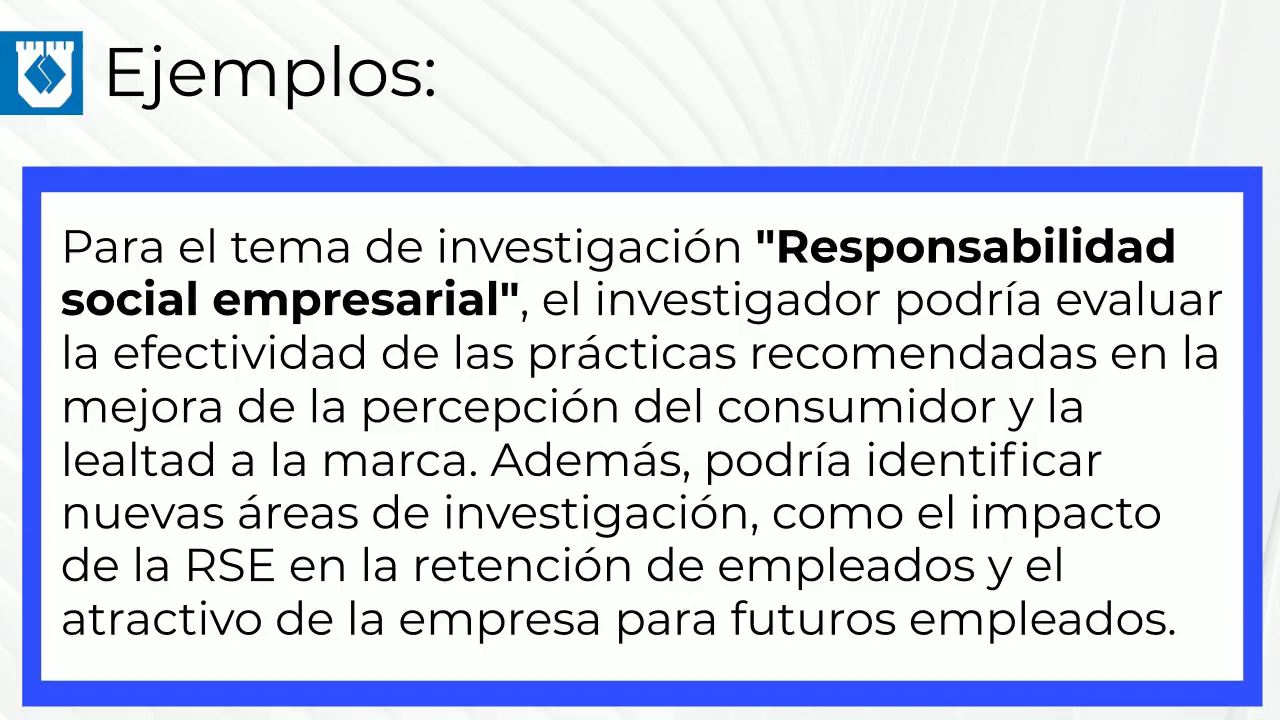 Ejemplos:
Para el tema de investigación "Responsabilidad
social empresarial", el investigador podría evaluar
la efectividad de las prácticas recomendadas en la
mejora de la percepción del consumidor y la
lealtad a la marca. Además, podría identificar
nuevas áreas de investigación, como el impacto
de la RSE en la retención de empleados y el
atractivo de la empresa para futuros empleados.